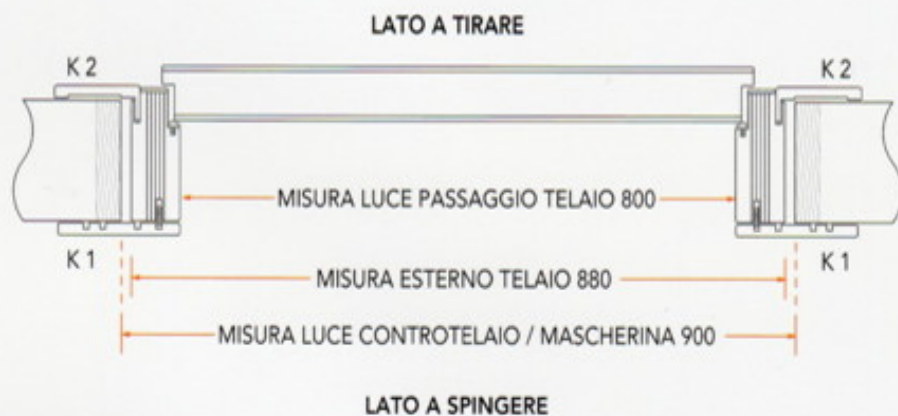 LATO A TIRARE
K 2 K 2
MISURA LUCE PASSAGGIO TELAIO 800
K 1 K 1
MISURA ESTERNO TELAIO 880
MISURA LUCE CONTROTELAIO / MASCHERINA 900
LATO A SPINGERE